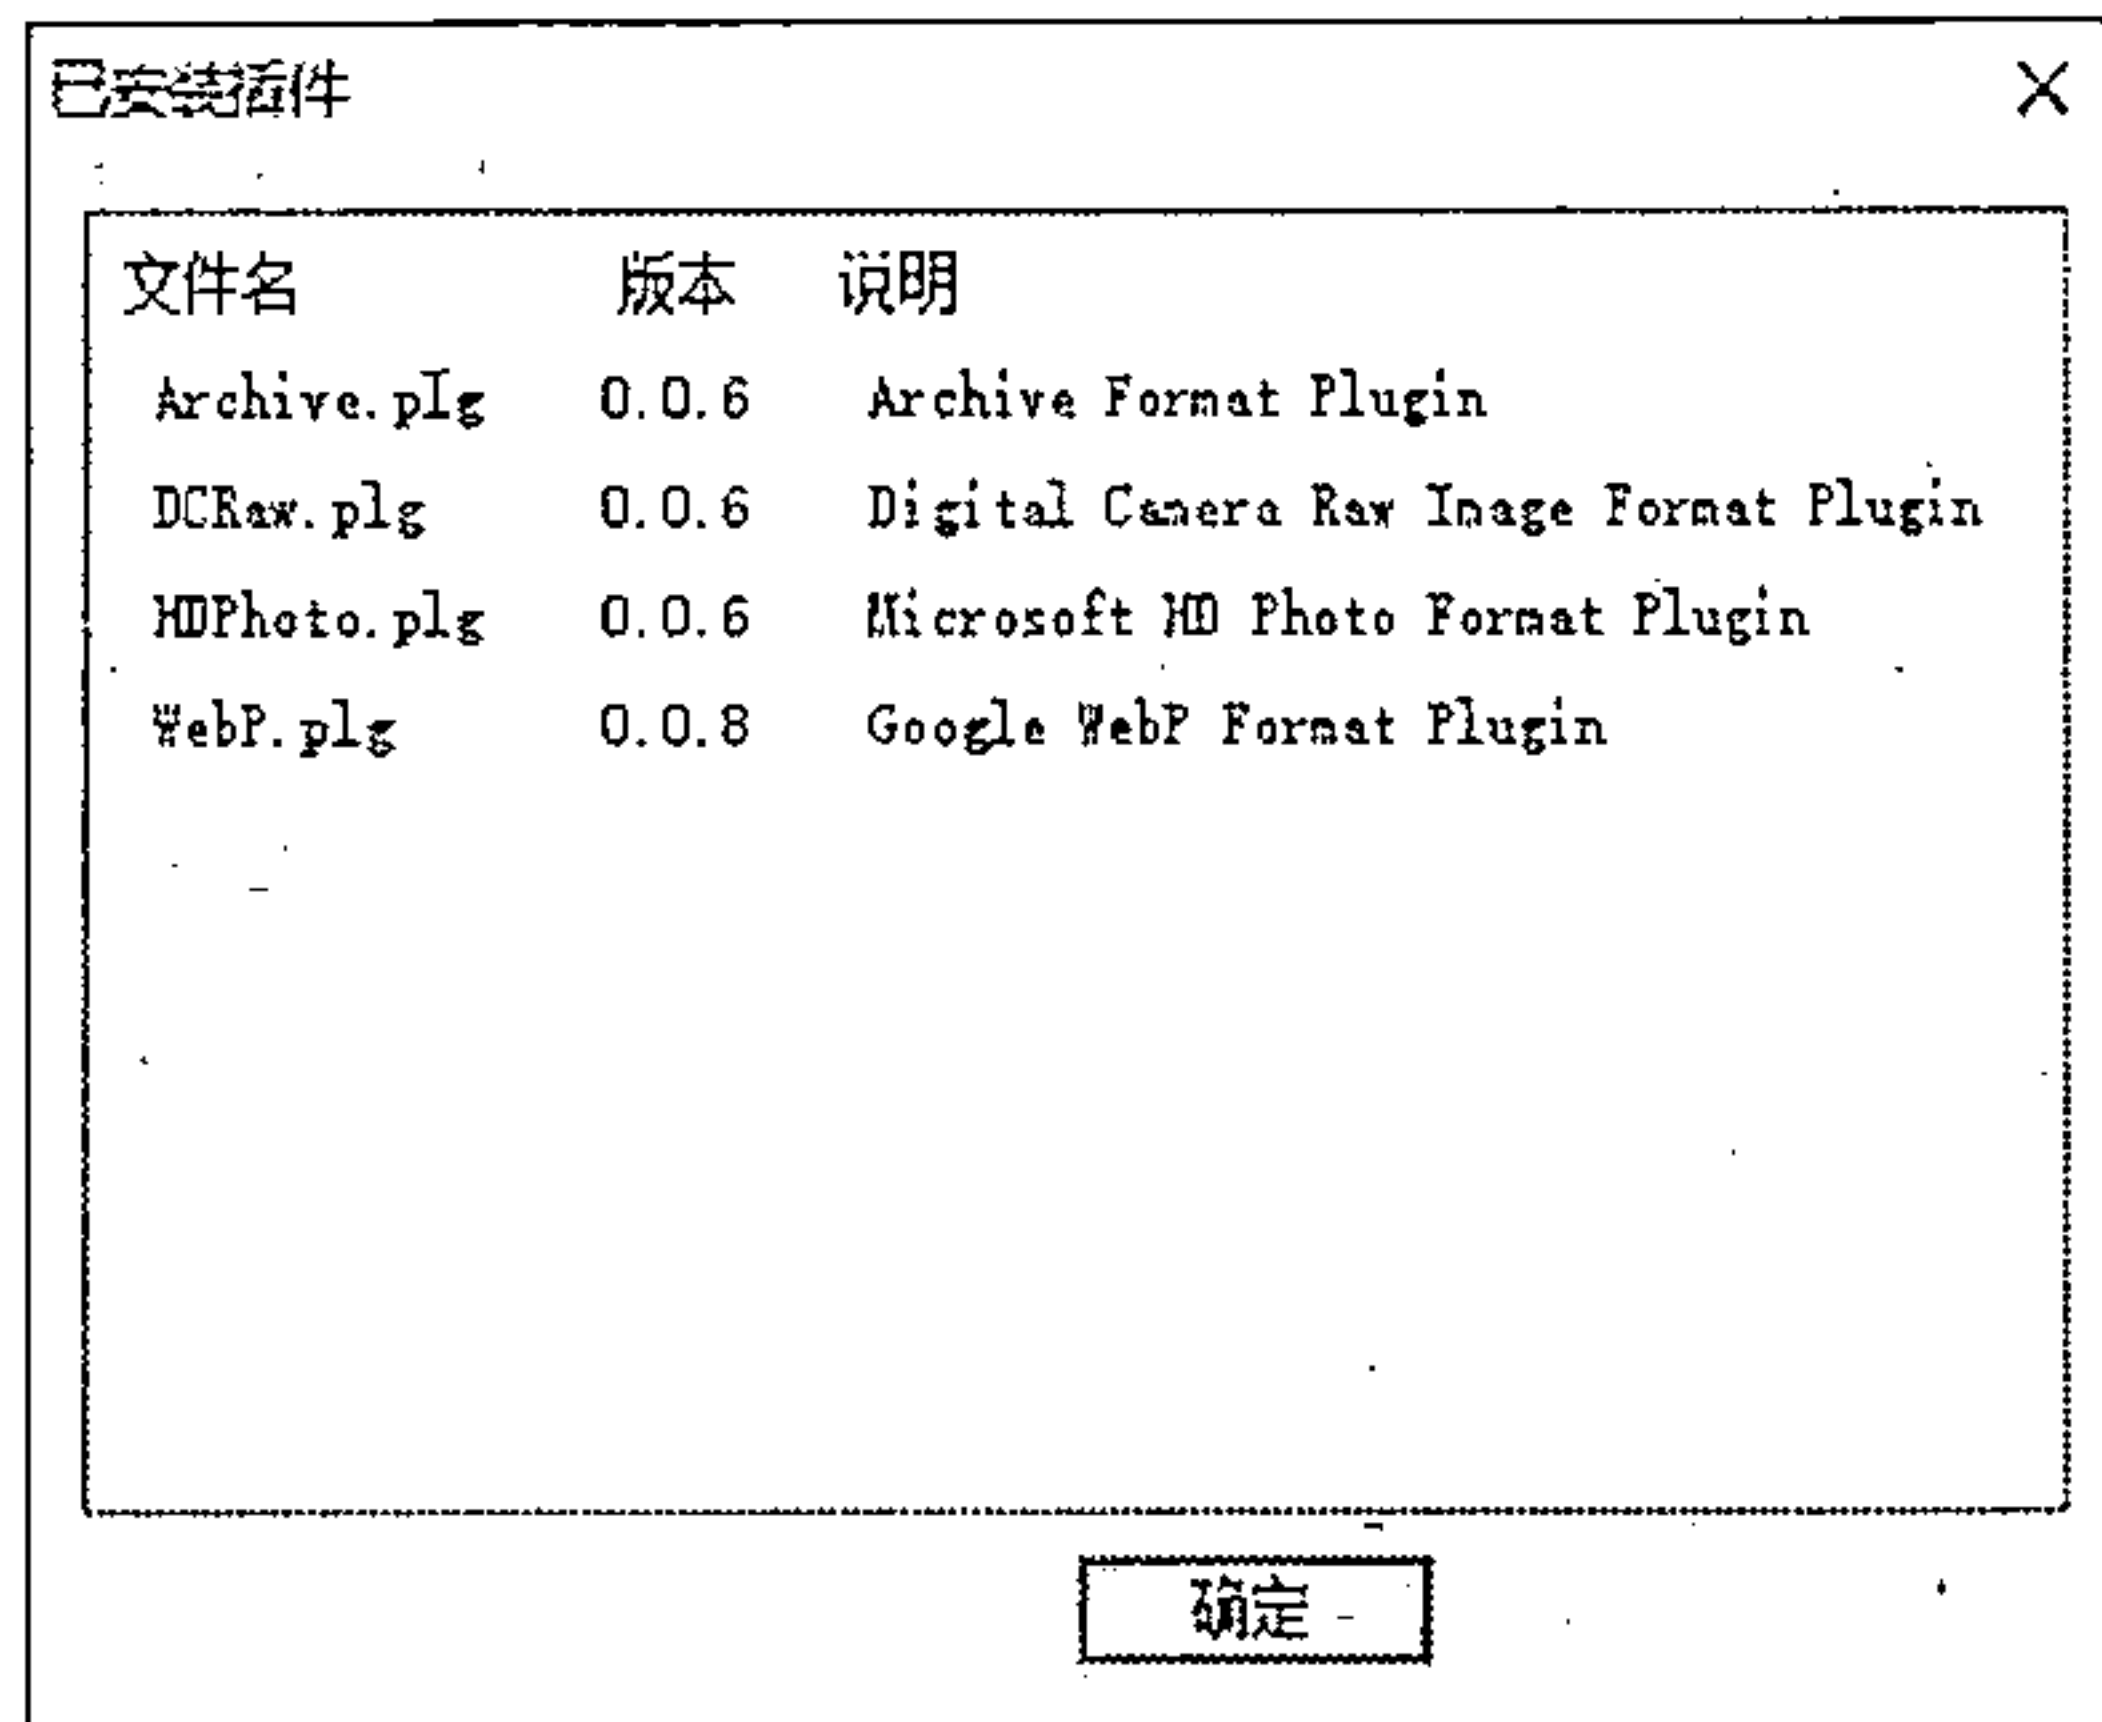 已安装插件
文件名 版本 说明
Archive.plg 0.0.6 Archive Format Plugin
DCRaw.plg 0.0.6 Digital Camera Raw Image Format Plugin
HDPhoto.plg 0.0.6 Microsoft HD Photo Format Plugin
WebP.plg 0.0.8 Google WebP Format Plugin
确定